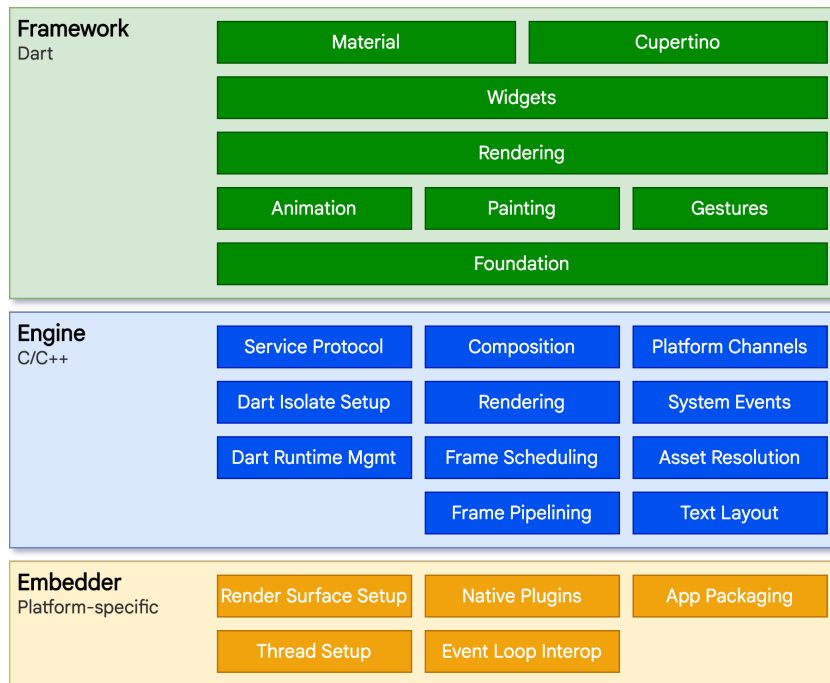 Framework
Dart
Material
Cupertino
Widgets
Rendering
Animation
Painting
Gestures
Foundation
Engine
C/C++
Service Protocol
Composition
Platform Channels
Dart Isolate Setup
Rendering
System Events
Dart Runtime Mgmt
Frame Scheduling
Asset Resolution
Frame Pipelining
Text Layout
Embedder
Platform-specific
Render Surface Setup
Native Plugins
App Packaging
Thread Setup
Event Loop Interop